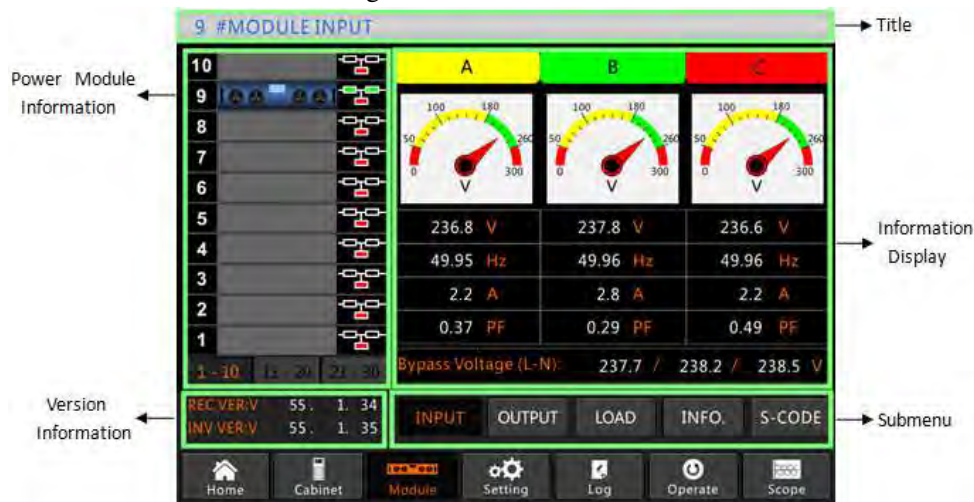 9 #MODULE INPUT
Title
Power Module
Information
10
9
8
7
6
5
4
3
2
1
1 - 10 11 - 20 21 - 30
A B C
0 50 100 180 260 300 V
0 50 100 180 260 300 V
0 50 100 180 260 300 V
236.8 V 237.8 V 236.6 V
49.95 Hz 49.96 Hz 49.96 Hz
2.2 A 2.8 A 2.2 A
0.37 PF 0.29 PF 0.49 PF
Bypass Voltage (L-N): 237.7 / 238.2 / 238.5 V
Information
Display
Version
Information
REC VER:V 55. 1. 34
INV VER:V 55. 1. 35
INPUT OUTPUT LOAD INFO. S-CODE
Submenu
Home Cabinet Module Setting Log Operate Scope